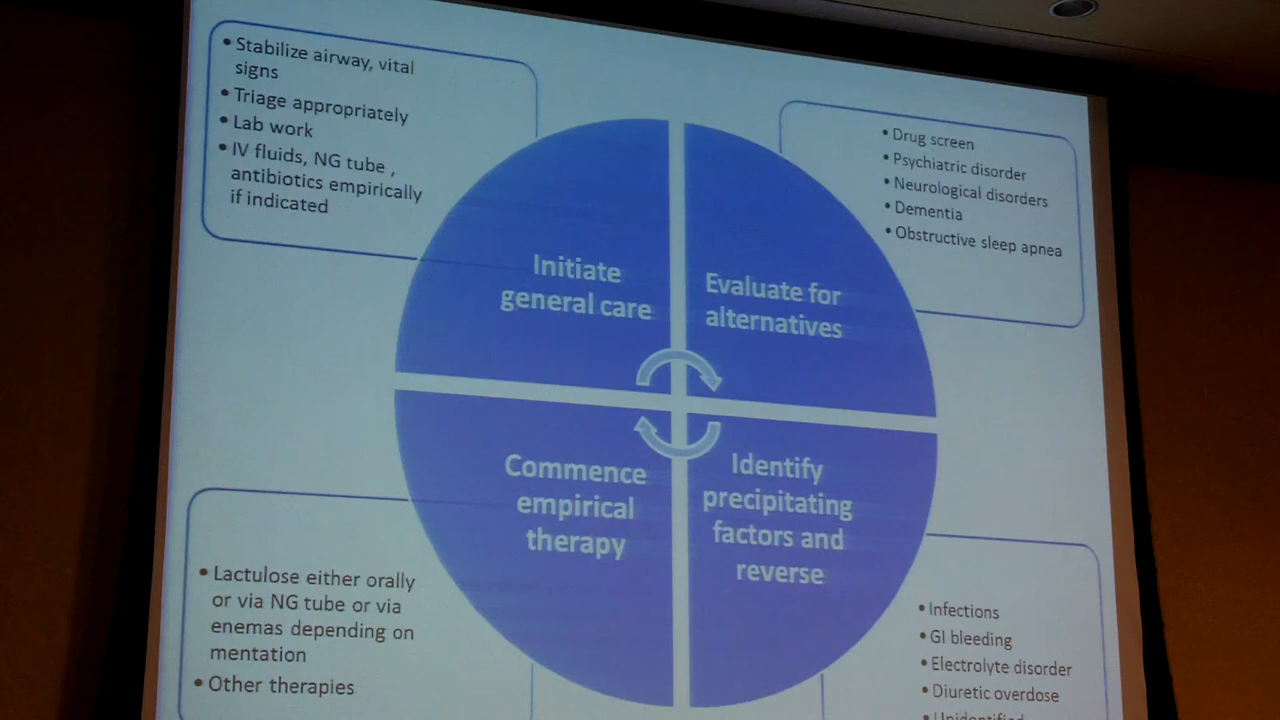 • Stabilize airway, vital
signs
• Triage appropriately
• Lab work
• IV fluids, NG tube ,
antibiotics empirically
if indicated
• Drug screen
• Psychiatric disorder
• Neurological disorders
• Dementia
• Obstructive sleep apnea
Initiate
general care
Evaluate for
alternatives
Commence
empirical
therapy
Identify
precipitating
factors and
reverse
• Lactulose either orally
or via NG tube or via
enemas depending on
mentation
• Other therapies
• Infections
• GI bleeding
• Electrolyte disorder
• Diuretic overdose
• Unidentified